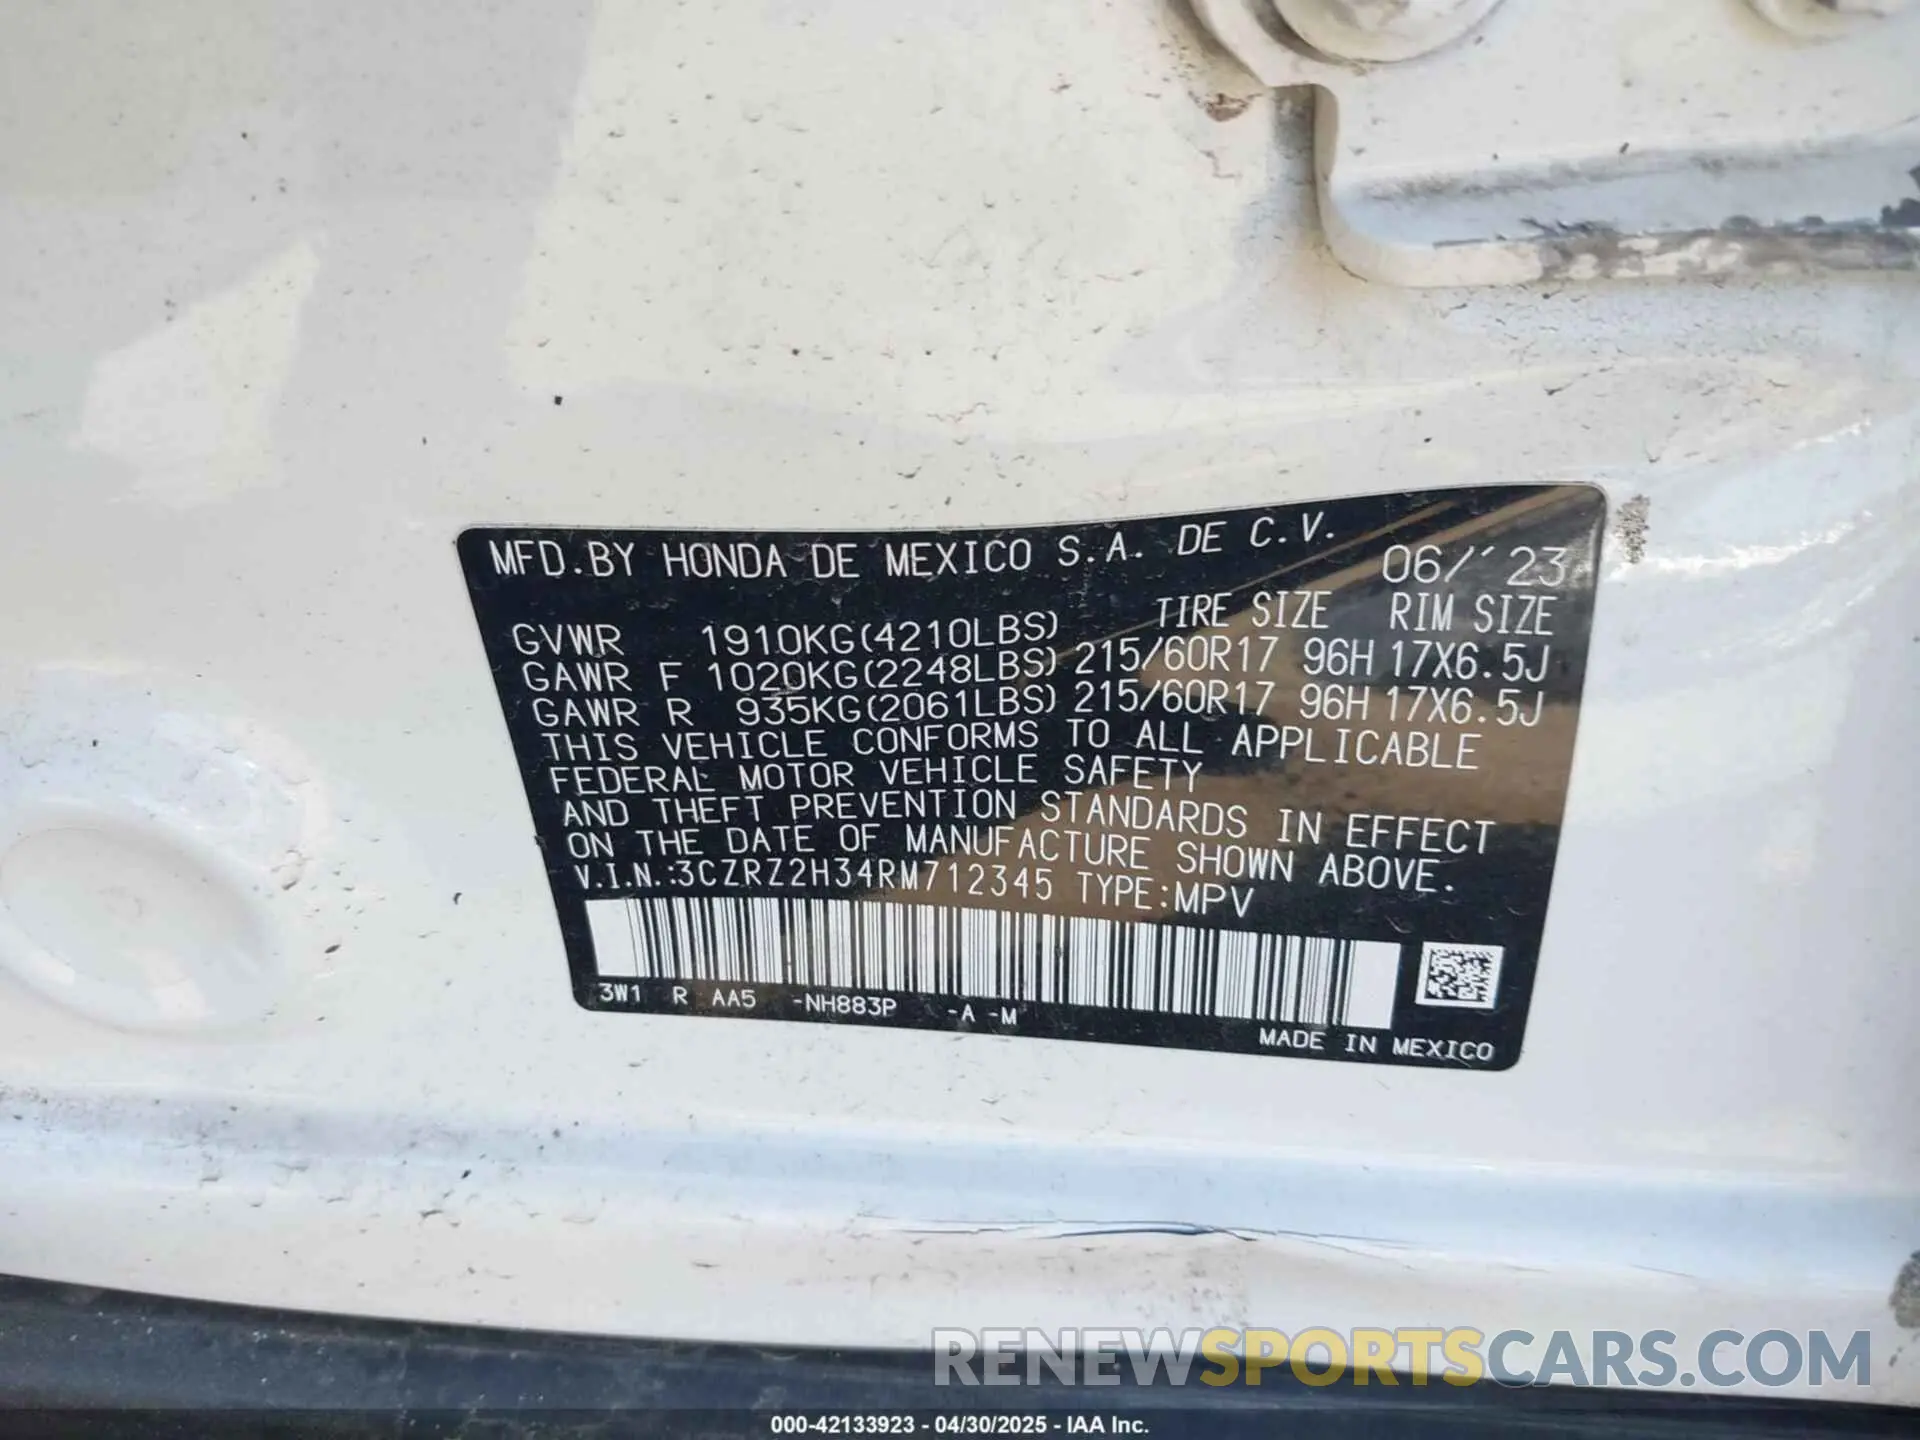 MFD.BY HONDA DE MEXICO S.A. DE C.V.
06/´23
TIRE SIZE RIM SIZE
GVWR 1910KG(4210LBS)
GAWR F 1020KG(2248LBS) 215/60R17 96H 17X6.5J
GAWR R 935KG(2061LBS) 215/60R17 96H 17X6.5J
THIS VEHICLE CONFORMS TO ALL APPLICABLE
FEDERAL MOTOR VEHICLE SAFETY
AND THEFT PREVENTION STANDARDS IN EFFECT
ON THE DATE OF MANUFACTURE SHOWN ABOVE.
V.I.N.:3CZRZ2H34RM712345 TYPE:MPV
3W1 R AA5 -NH883P -A -M
MADE IN MEXICO
RENEWSPORTSCARS.COM
000-42133923 - 04/30/2025 - IAA Inc.